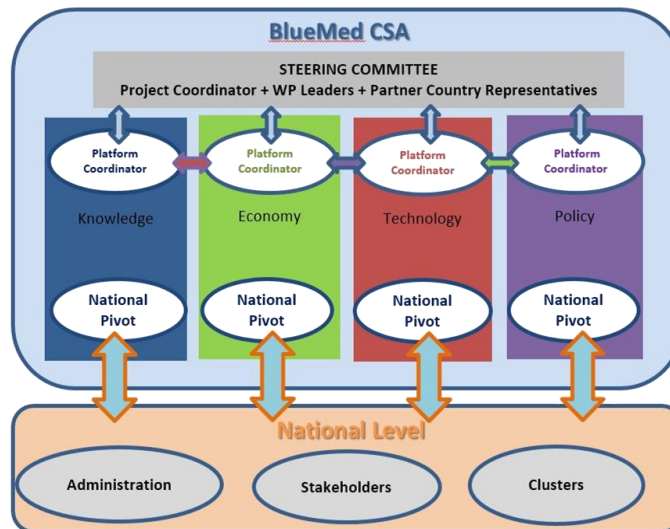 BlueMed CSA
STEERING COMMITTEE
Project Coordinator + WP Leaders + Partner Country Representatives
Platform
Coordinator
Platform
Coordinator
Platform
Coordinator
Platform
Coordinator
Knowledge
Economy
Technology
Policy
National
Pivot
National
Pivot
National
Pivot
National
Pivot
National Level
Administration
Stakeholders
Clusters